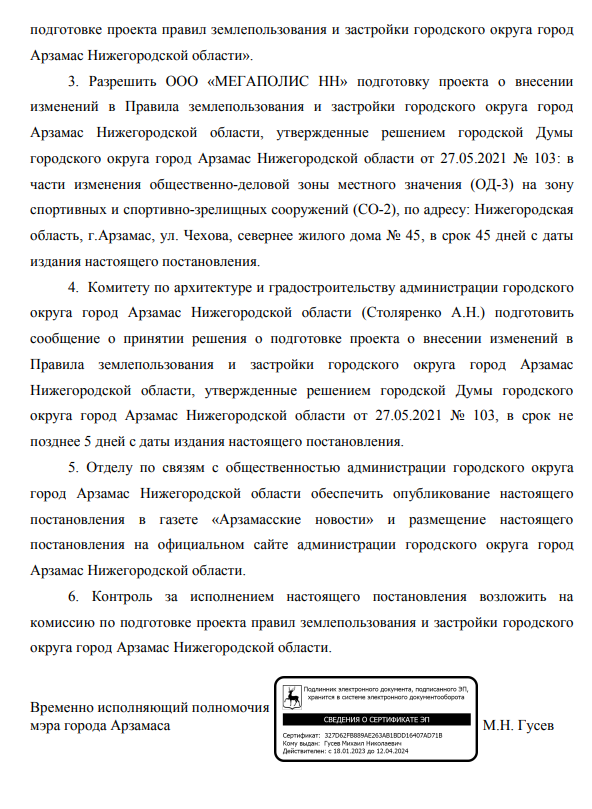 подготовке проекта правил землепользования и застройки городского округа город
Арзамас Нижегородской области».
3. Разрешить ООО «МЕГАПОЛИС НН» подготовку проекта о внесении
изменений в Правила землепользования и застройки городского округа город
Арзамас Нижегородской области, утвержденные решением городской Думы
городского округа город Арзамас Нижегородской области от 27.05.2021 № 103: в
части изменения общественно-деловой зоны местного значения (ОД-3) на зону
спортивных и спортивно-зрелищных сооружений (СО-2), по адресу: Нижегородская
область, г.Арзамас, ул. Чехова, севернее жилого дома № 45, в срок 45 дней с даты
издания настоящего постановления.
4. Комитету по архитектуре и градостроительству администрации городского
округа город Арзамас Нижегородской области (Столяренко А.Н.) подготовить
сообщение о принятии решения о подготовке проекта о внесении изменений в
Правила землепользования и застройки городского округа город Арзамас
Нижегородской области, утвержденные решением городской Думы городского
округа город Арзамас Нижегородской области от 27.05.2021 № 103, в срок не
позднее 5 дней с даты издания настоящего постановления.
5. Отделу по связям с общественностью администрации городского округа
город Арзамас Нижегородской области обеспечить опубликование настоящего
постановления в газете «Арзамасские новости» и размещение настоящего
постановления на официальном сайте администрации городского округа город
Арзамас Нижегородской области.
6. Контроль за исполнением настоящего постановления возложить на
комиссию по подготовке проекта правил землепользования и застройки городского
округа город Арзамас Нижегородской области.
Временно исполняющий полномочия
мэра города Арзамаса
Подлинник электронного документа, подписанного ЭП,
хранится в системе электронного документооборота
СВЕДЕНИЯ О СЕРТИФИКАТЕ ЭП
Сертификат: 327D62FB889AE263AB1BDD16407AD71B
Кому выдан: Гусев Михаил Николаевич
Действителен: с 18.01.2023 до 12.04.2024
М.Н. Гусев